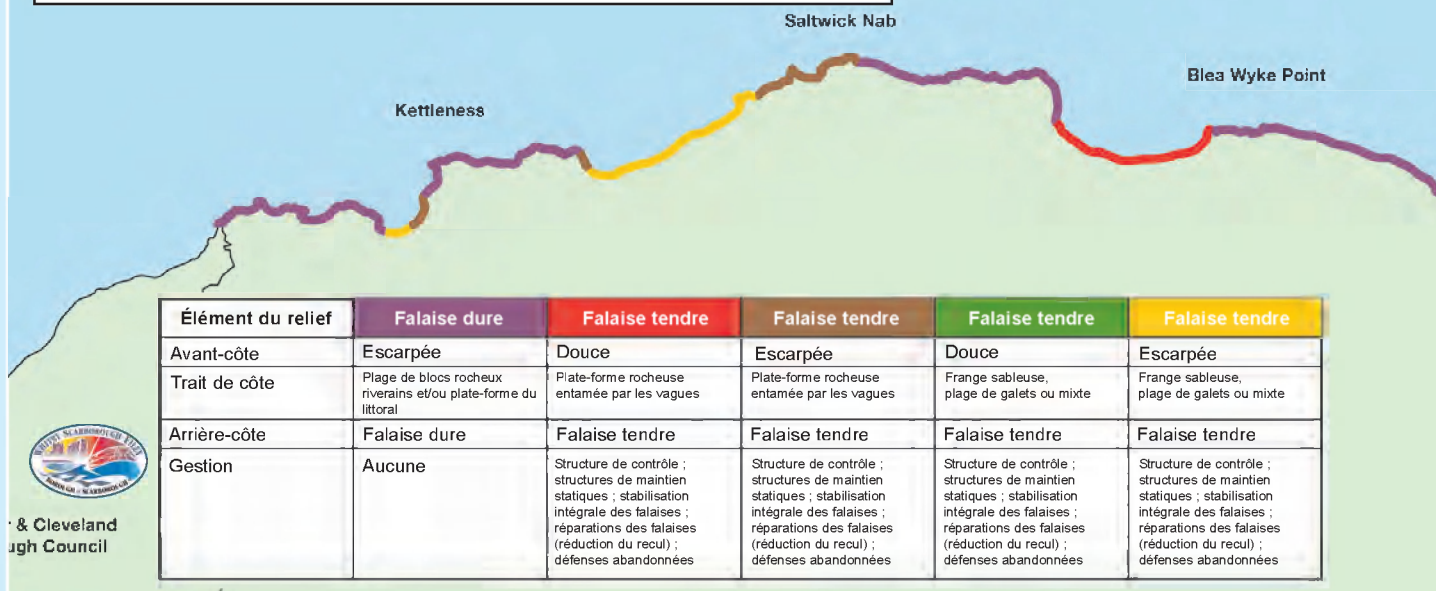 Saltwick Nab
Blea Wyke Point
Kettleness
Élément du relief
Falaise dure
Falaise tendre
Falaise tendre
Falaise tendre
Falaise tendre
Avant-côte
Escarpée
Douce
Escarpée
Douce
Escarpée
Trait de côte
Plage de blocs rocheux
riverains et/ou plate-forme du
littoral
Plate-forme rocheuse
entamée par les vagues
Plate-forme rocheuse
entamée par les vagues
Frange sableuse,
plage de galets ou mixte
Frange sableuse,
plage de galets ou mixte
Arrière-côte
Falaise dure
Falaise tendre
Falaise tendre
Falaise tendre
Falaise tendre
Gestion
Aucune
Structure de contrôle ;
structures de maintien
statiques ; stabilisation
intégrale des falaises ;
réparations des falaises
(réduction du recul) ;
défenses abandonnées
Structure de contrôle ;
structures de maintien
statiques ; stabilisation
intégrale des falaises ;
réparations des falaises
(réduction du recul) ;
défenses abandonnées
Structure de contrôle ;
structures de maintien
statiques ; stabilisation
intégrale des falaises ;
réparations des falaises
(réduction du recul) ;
défenses abandonnées
Structure de contrôle ;
structures de maintien
statiques ; stabilisation
intégrale des falaises ;
réparations des falaises
(réduction du recul) ;
défenses abandonnées
WHITBY SCARBOROUGH FILEY
BOROUGH of SCARBOROUGH
r & Cleveland
ugh Council